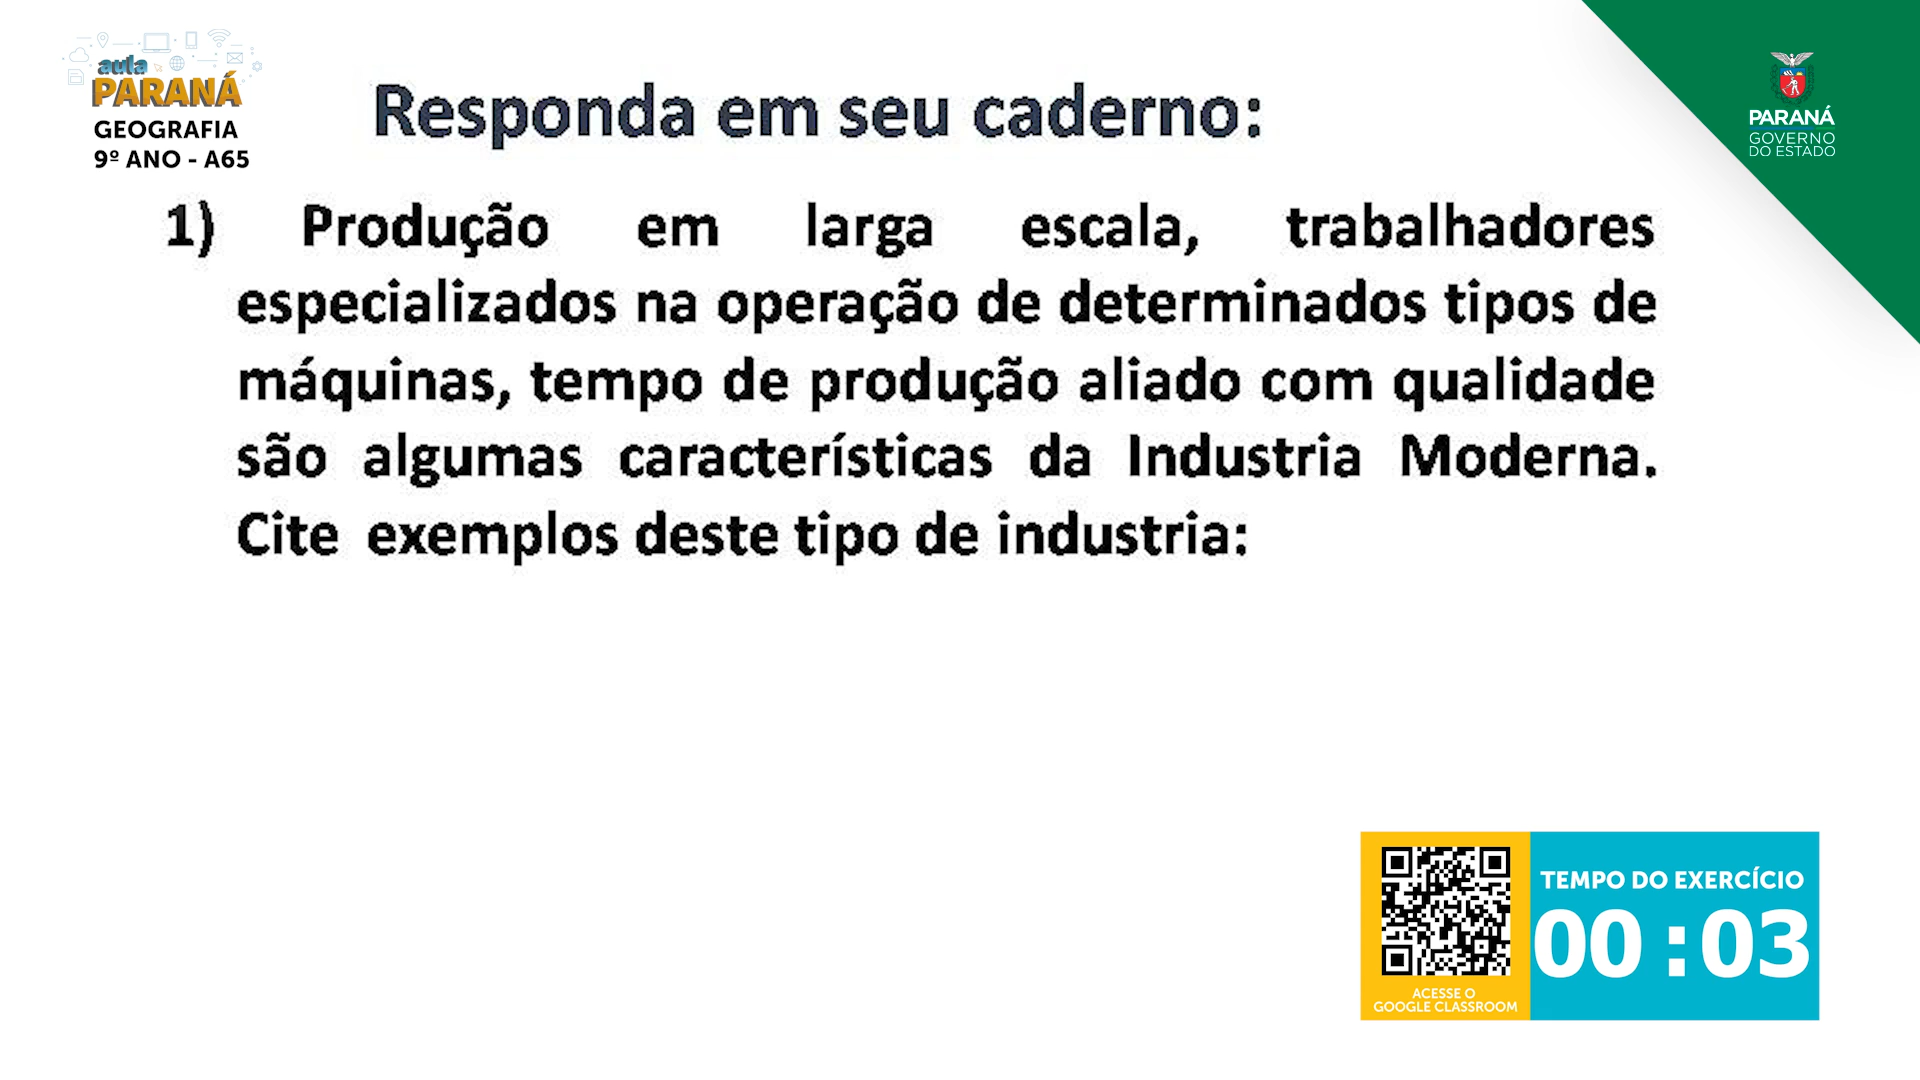 aula
PARANÁ
GEOGRAFIA
9º ANO - A65
Responda em seu caderno:
PARANÁ
GOVERNO
DO ESTADO
1) Produção em larga escala, trabalhadores
especializados na operação de determinados tipos de
máquinas, tempo de produção aliado com qualidade
são algumas características da Industria Moderna.
Cite exemplos deste tipo de industria:
TEMPO DO EXERCÍCIO
00:03
ACESSE O
GOOGLE CLASSROOM